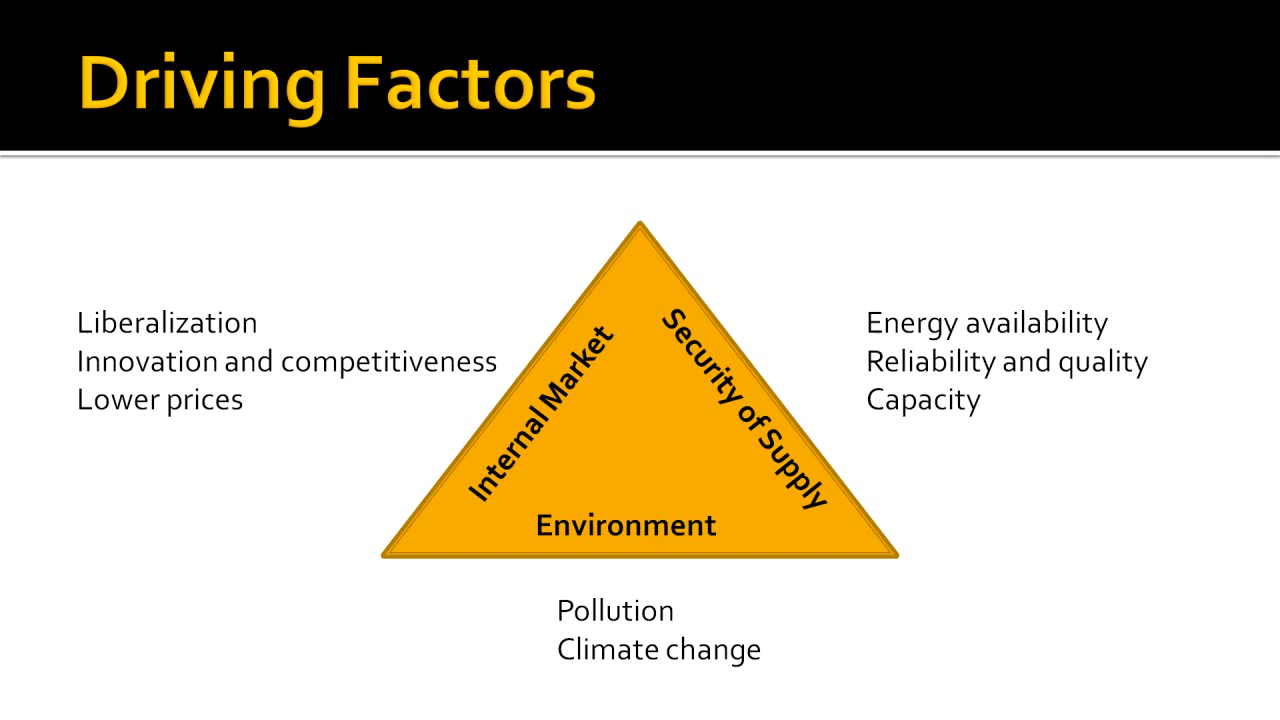 Driving Factors
Liberalization
Innovation and competitiveness
Lower prices
Internal Market
Security of Supply
Environment
Energy availability
Reliability and quality
Capacity
Pollution
Climate change